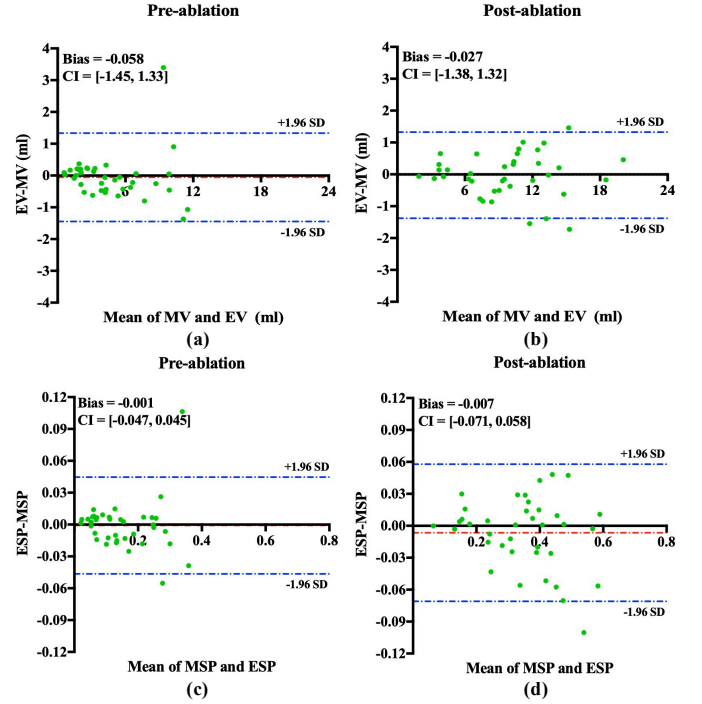 Pre-ablation
Post-ablation
Bias = -0.058
CI = [-1.45, 1.33]
Bias = -0.027
CI = [-1.38, 1.32]
4
3
2
1
0
-1
-2
-3
-4
EV-MV (ml)
+1.96 SD
-1.96 SD
6
12
18
24
Mean of MV and EV (ml)
(a)
4
3
2
1
0
-1
-2
-3
-4
EV-MV (ml)
+1.96 SD
-1.96 SD
6
12
18
24
Mean of MV and EV (ml)
(b)
Pre-ablation
Post-ablation
Bias = -0.001
CI = [-0.047, 0.045]
Bias = -0.007
CI = [-0.071, 0.058]
0.12
0.09
0.06
0.03
0.00
-0.03
-0.06
-0.09
-0.12
ESP-MSP
+1.96 SD
-1.96 SD
0.2
0.4
0.6
0.8
Mean of MSP and ESP
(c)
0.12
0.09
0.06
0.03
0.00
-0.03
-0.06
-0.09
-0.12
ESP-MSP
+1.96 SD
-1.96 SD
0.2
0.4
0.6
0.8
Mean of MSP and ESP
(d)